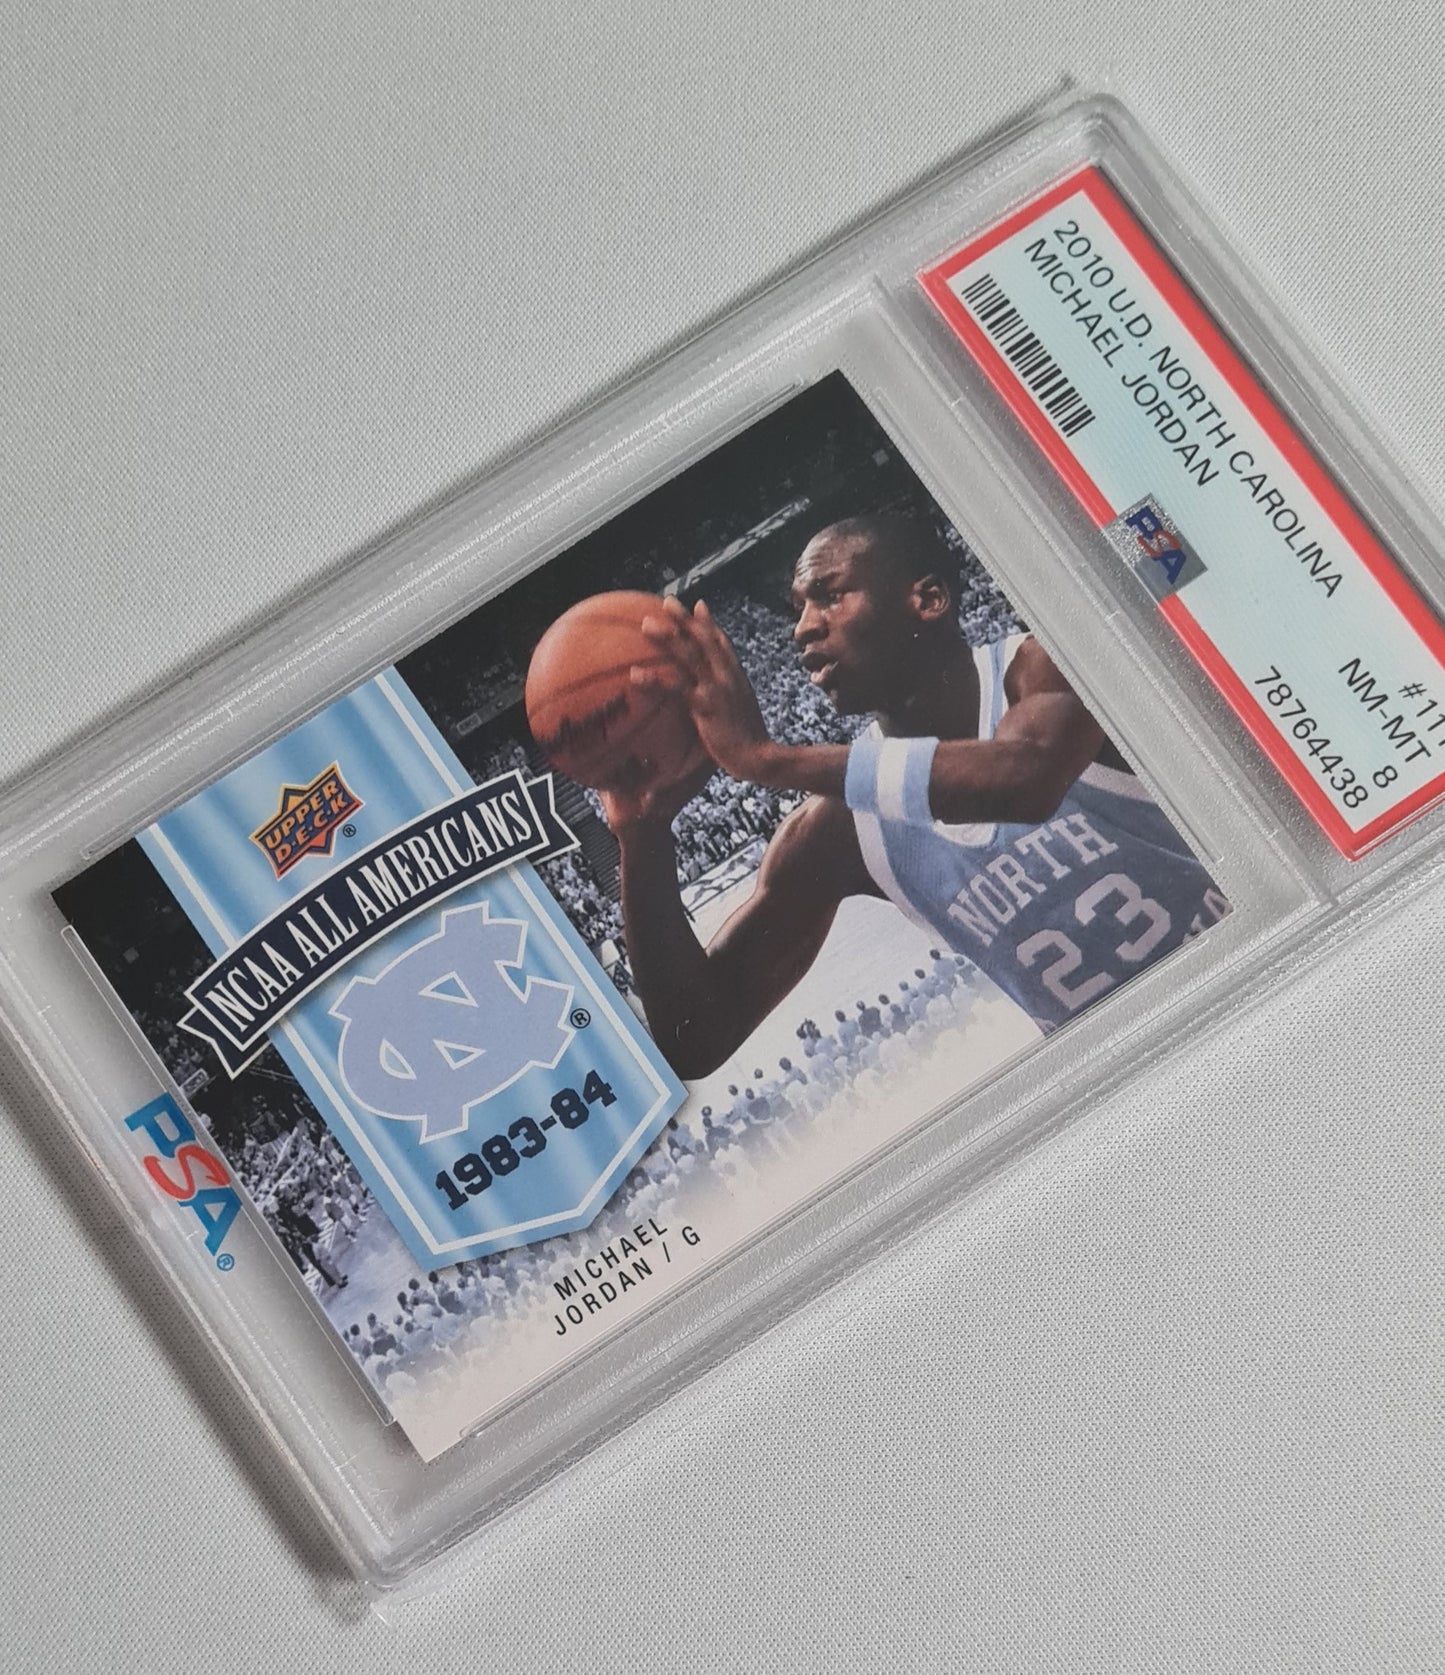 2010 U.D. NORTH CAROLINA
MICHAEL JORDAN
NM-MT
8
78764438
PSA
UPPER
D.E.C.K
®
NCAA ALL AMERICANS
NC
®
1983-84
MICHAEL
JORDAN / G
NORTH
23
PSA®